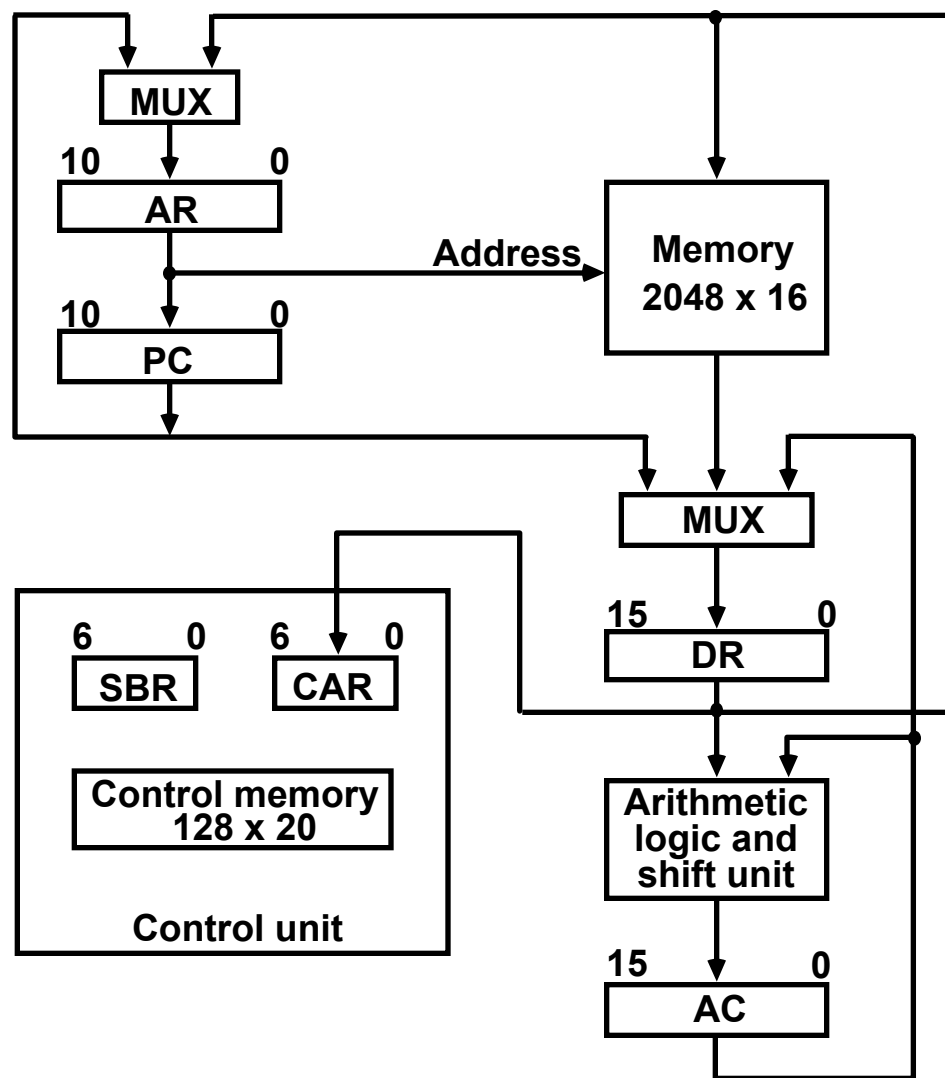 MUX
10 0
AR
Address
Memory
2048 x 16
10 0
PC
MUX
15 0
DR
6 0
6 0
SBR
CAR
Control memory
128 x 20
Arithmetic
logic and
shift unit
Control unit
15 0
AC